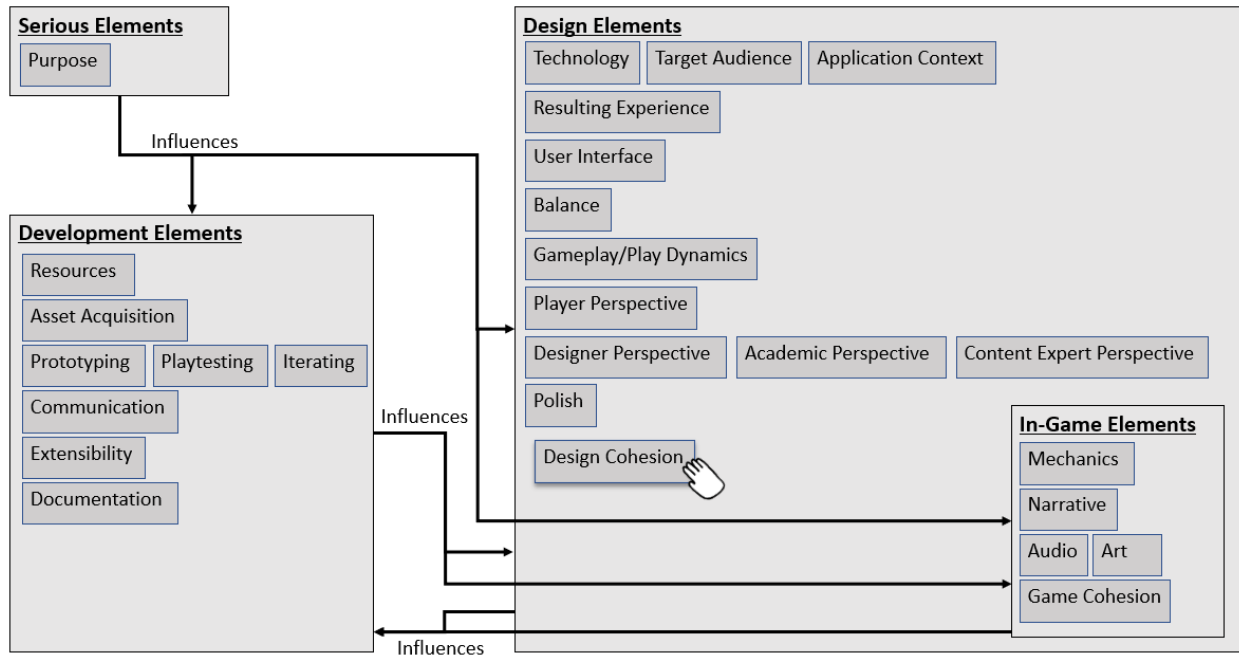 Serious Elements
Purpose
Influences
Development Elements
Resources
Asset Acquisition
Prototyping Playtesting Iterating
Communication
Extensibility
Documentation
Influences
Influences
Design Elements
Technology Target Audience Application Context
Resulting Experience
User Interface
Balance
Gameplay/Play Dynamics
Player Perspective
Designer Perspective Academic Perspective Content Expert Perspective
Polish
Design Cohesion
In-Game Elements
Mechanics
Narrative
Audio Art
Game Cohesion